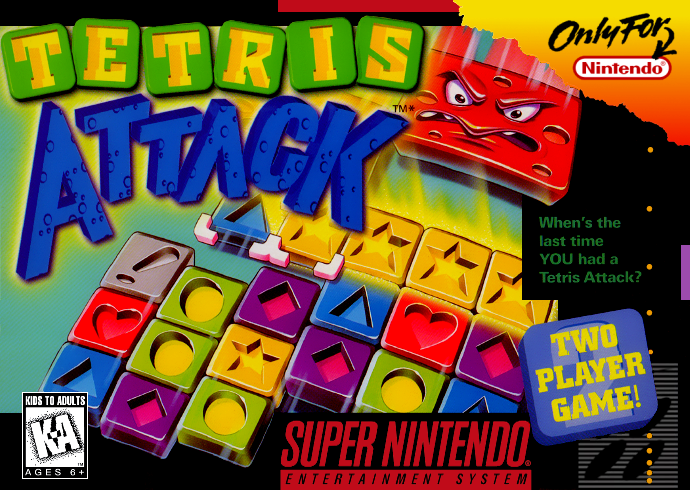 TETRIS
ATTACK
TM*
Only For
Nintendo
When's the
last time
YOU had a
Tetris Attack?
TWO
PLAYER
GAME!
KIDS TO ADULTS
K-A
AGES 6+
SUPER NINTENDO
ENTERTAINMENT SYSTEM